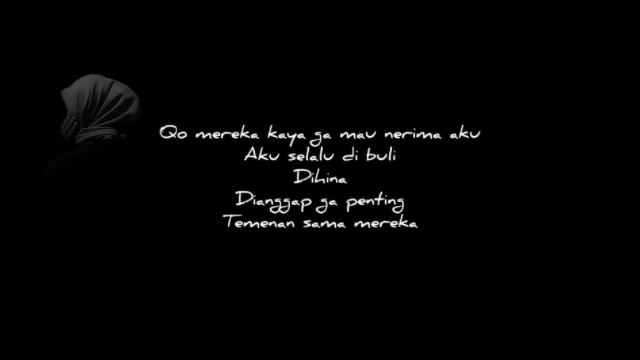 Qo mereka kaya ga mau nerima aku
Aku selalu di buli
Dihina
Dianggap ga penting
Temenan sama mereka